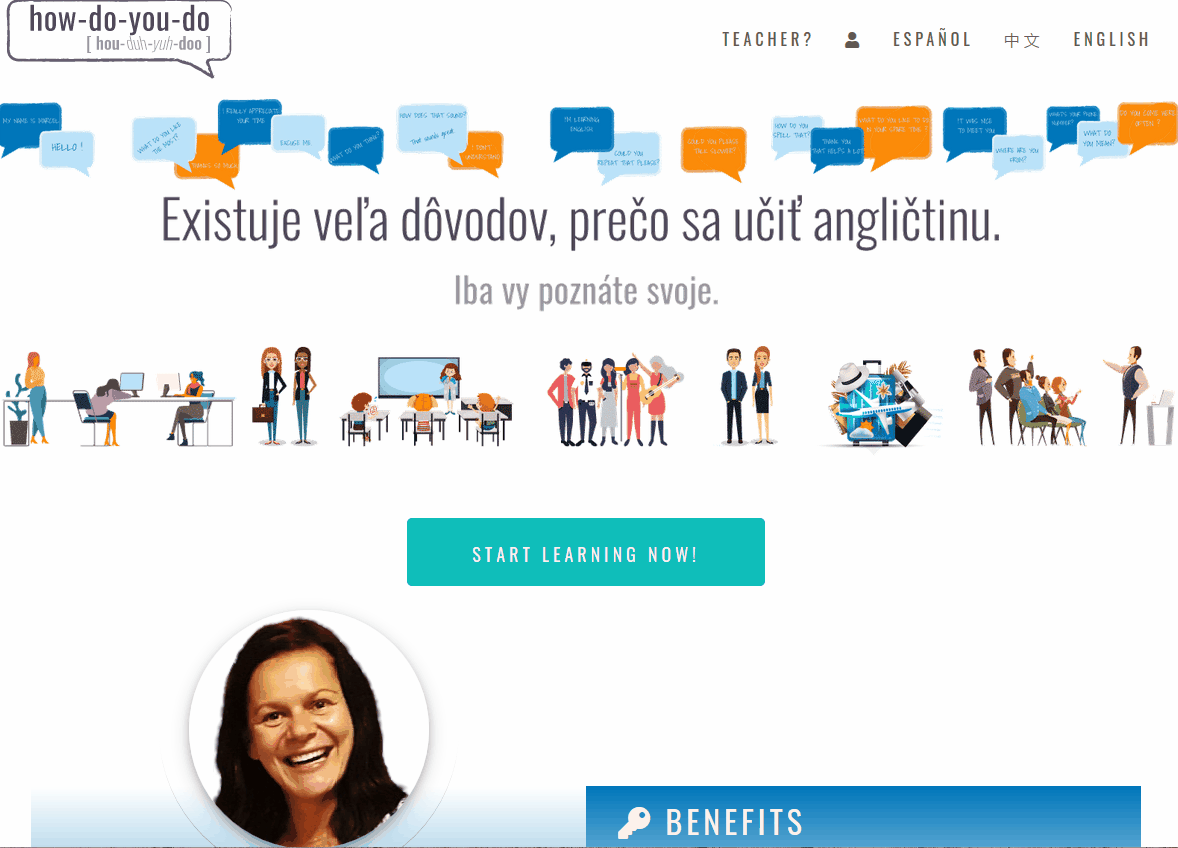 how-do-you-do
[ hou-duh-yuh-doo ]
TEACHER?
ESPAÑOL
中文
ENGLISH
MY NAME IS MARCEL
HELLO !
WHAT DO YOU LIKE
THE MOST?
THANKS SO MUCH
I REALLY APPRECIATE
YOUR TIME
EXCUSE ME
WHAT DO YOU THINK?
HOW DOES THAT SOUND?
That sounds great
I DON'T
UNDERSTAND
I'M LEARNING
ENGLISH
COULD YOU
REPEAT THAT PLEASE?
COULD YOU PLEASE
TALK SLOWER?
HOW DO YOU
SPELL THAT?
THANK YOU
THAT HELPS A LOT
WHAT DO YOU LIKE TO DO
IN YOUR SPARE TIME ?
IT WAS NICE
TO MEET YOU
WHERE ARE YOU
FROM?
WHAT'S YOUR PHONE
NUMBER?
WHAT DO
YOU MEAN?
DO YOU COME HERE
OFTEN ?
Existuje veľa dôvodov, prečo sa učiť angličtinu.
Iba vy poznáte svoje.
START LEARNING NOW!
BENEFITS